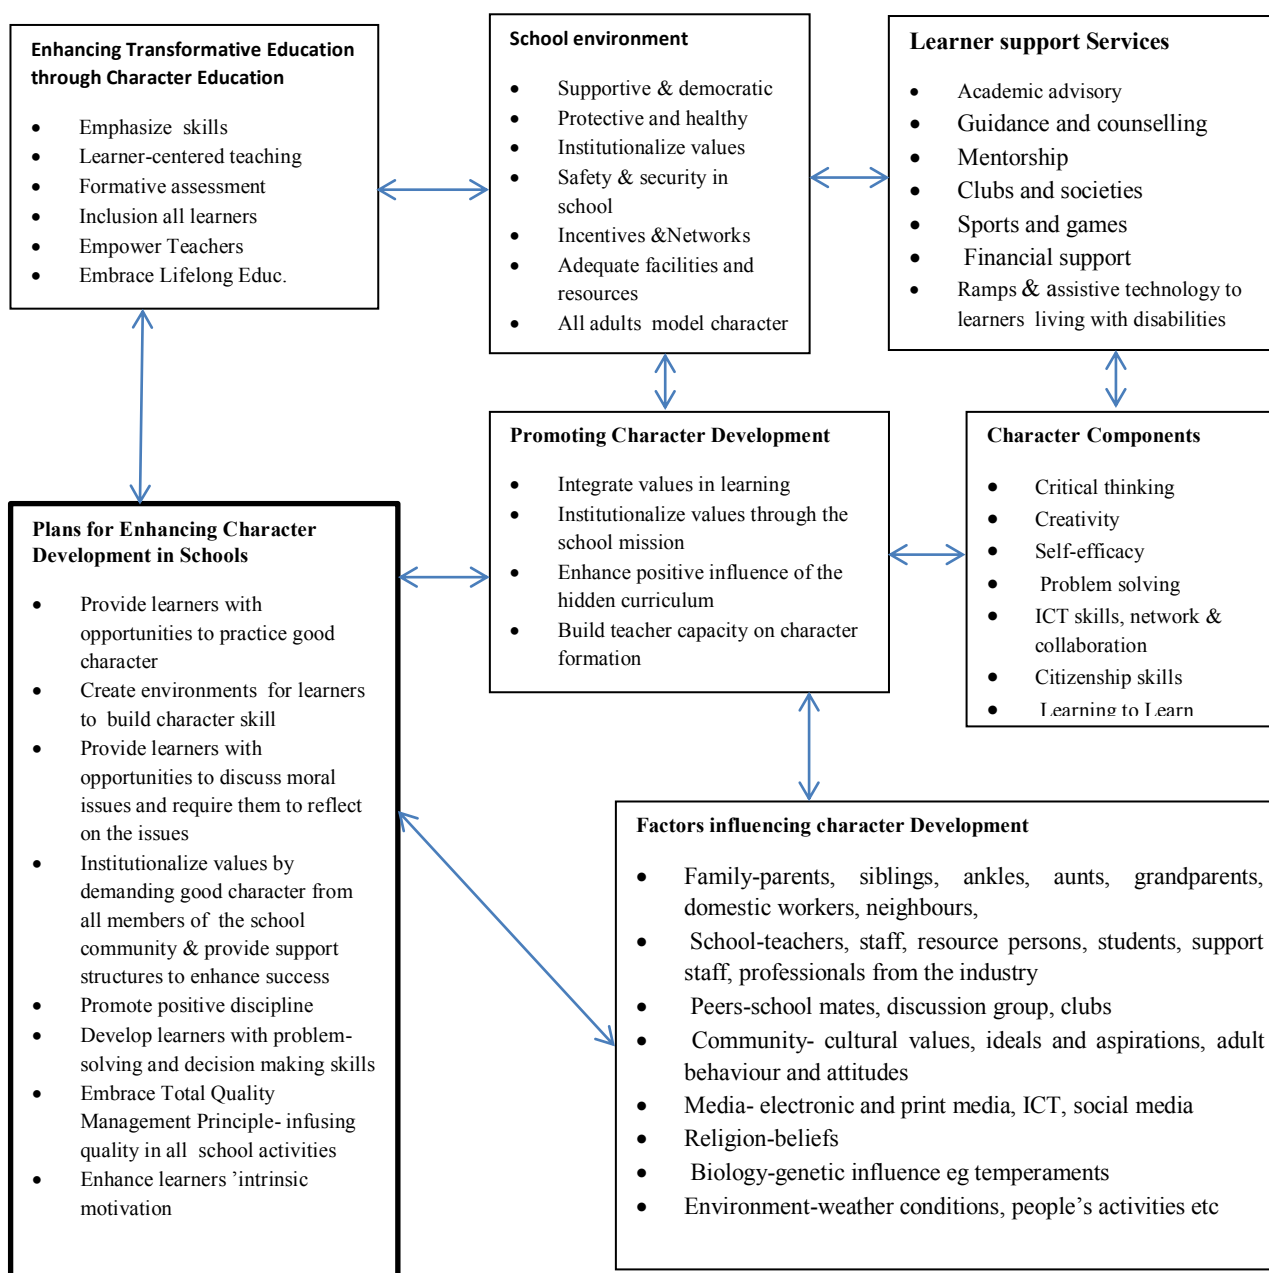 Enhancing Transformative Education
through Character Education
• Emphasize skills
• Learner-centered teaching
• Formative assessment
• Inclusion all learners
• Empower Teachers
• Embrace Lifelong Educ.
School environment
• Supportive & democratic
• Protective and healthy
• Institutionalize values
• Safety & security in
school
• Incentives &Networks
• Adequate facilities and
resources
• All adults model character
Learner support Services
• Academic advisory
• Guidance and counselling
• Mentorship
• Clubs and societies
• Sports and games
• Financial support
• Ramps & assistive technology to
learners living with disabilities
Promoting Character Development
• Integrate values in learning
• Institutionalize values through the
school mission
• Enhance positive influence of the
hidden curriculum
• Build teacher capacity on character
formation
Character Components
• Critical thinking
• Creativity
• Self-efficacy
• Problem solving
• ICT skills, network &
collaboration
• Citizenship skills
• Learning to Learn
Plans for Enhancing Character
Development in Schools
• Provide learners with
opportunities to practice good
character
• Create environments for learners
to build character skill
• Provide learners with
opportunities to discuss moral
issues and require them to reflect
on the issues
• Institutionalize values by
demanding good character from
all members of the school
community & provide support
structures to enhance success
• Promote positive discipline
• Develop learners with problem-
solving and decision making skills
• Embrace Total Quality
Management Principle- infusing
quality in all school activities
• Enhance learners ’intrinsic
motivation
Factors influencing character Development
• Family-parents, siblings, ankles, aunts, grandparents,
domestic workers, neighbours,
• School-teachers, staff, resource persons, students, support
staff, professionals from the industry
• Peers-school mates, discussion group, clubs
• Community- cultural values, ideals and aspirations, adult
behaviour and attitudes
• Media- electronic and print media, ICT, social media
• Religion-beliefs
• Biology-genetic influence eg temperaments
• Environment-weather conditions, people’s activities etc